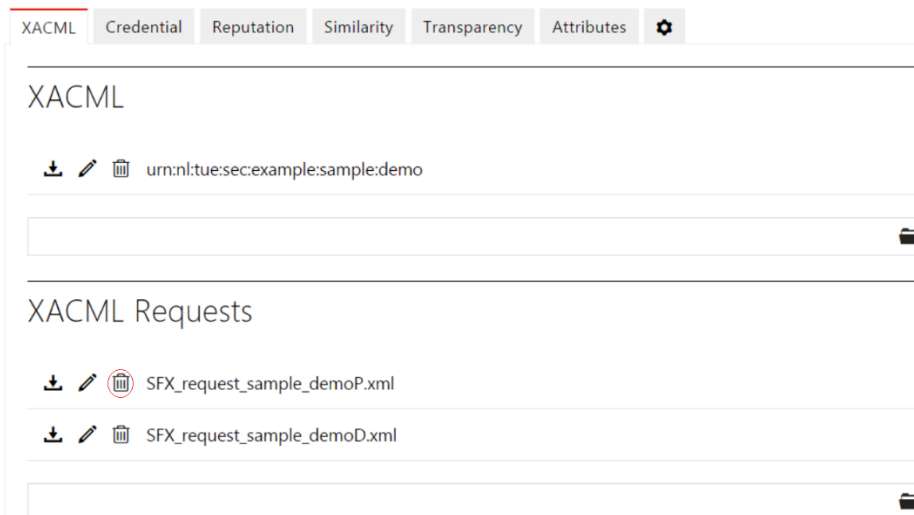 XACML Credential Reputation Similarity Transparency Attributes
XACML
urn:nl:tue:sec:example:sample:demo
XACML Requests
SFX_request_sample_demoP.xml
SFX_request_sample_demoD.xml